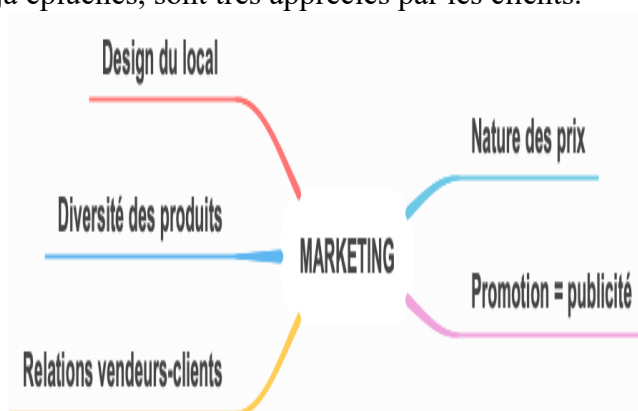 épluchés, sont très appréciés par les clients.
Design du local
Nature des prix
Diversité des produits
MARKETING
Promotion = publicité
Relations vendeurs-clients